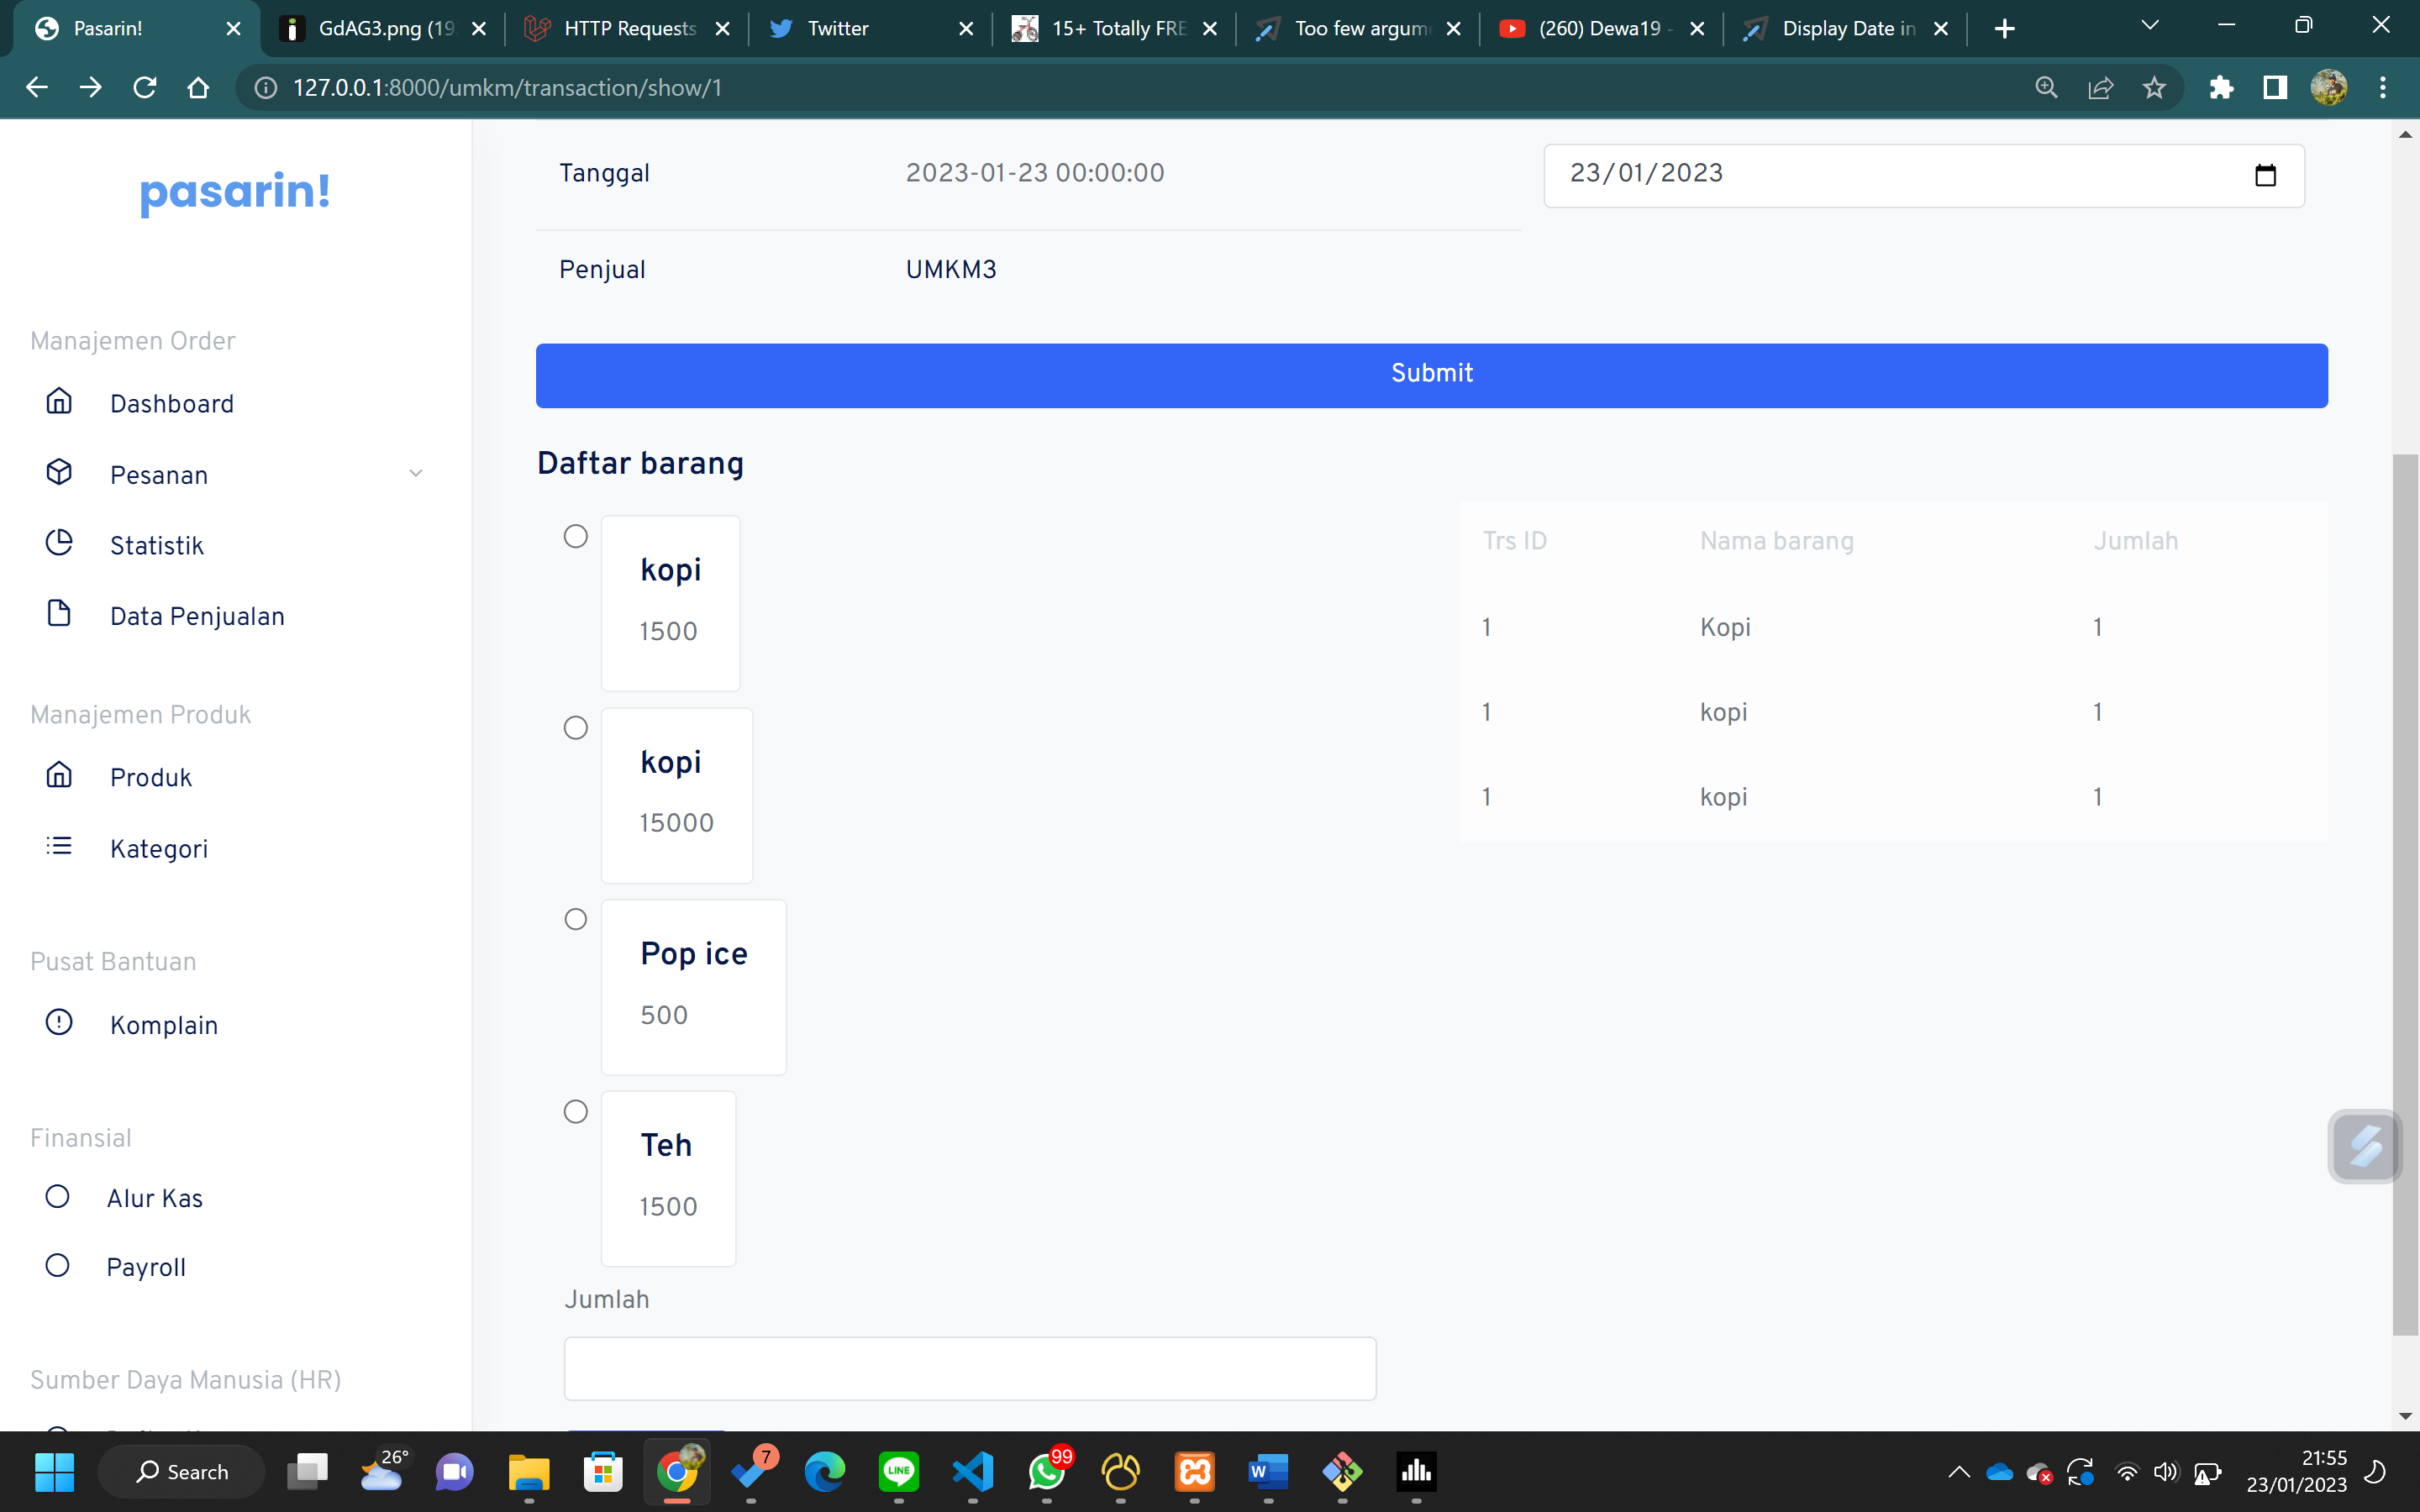 Pasarin!
GdAG3.png (19
HTTP Requests
Twitter
15+ Totally FRE
Too few argum
(260) Dewa19 -
Display Date in
127.0.0.1:8000/umkm/transaction/show/1
pasarin!
Manajemen Order
Dashboard
Pesanan
Statistik
Data Penjualan
Manajemen Produk
Produk
Kategori
Pusat Bantuan
Komplain
Finansial
Alur Kas
Payroll
Sumber Daya Manusia (HR)
Tanggal 2023-01-23 00:00:00 23/01/2023
Penjual UMKM3
Submit
Daftar barang
kopi
1500
kopi
15000
Pop ice
500
Teh
1500
Jumlah
Trs ID Nama barang Jumlah
1 Kopi 1
1 kopi 1
1 kopi 1
Search
26°
7
LINE
99
W
21:55
23/01/2023